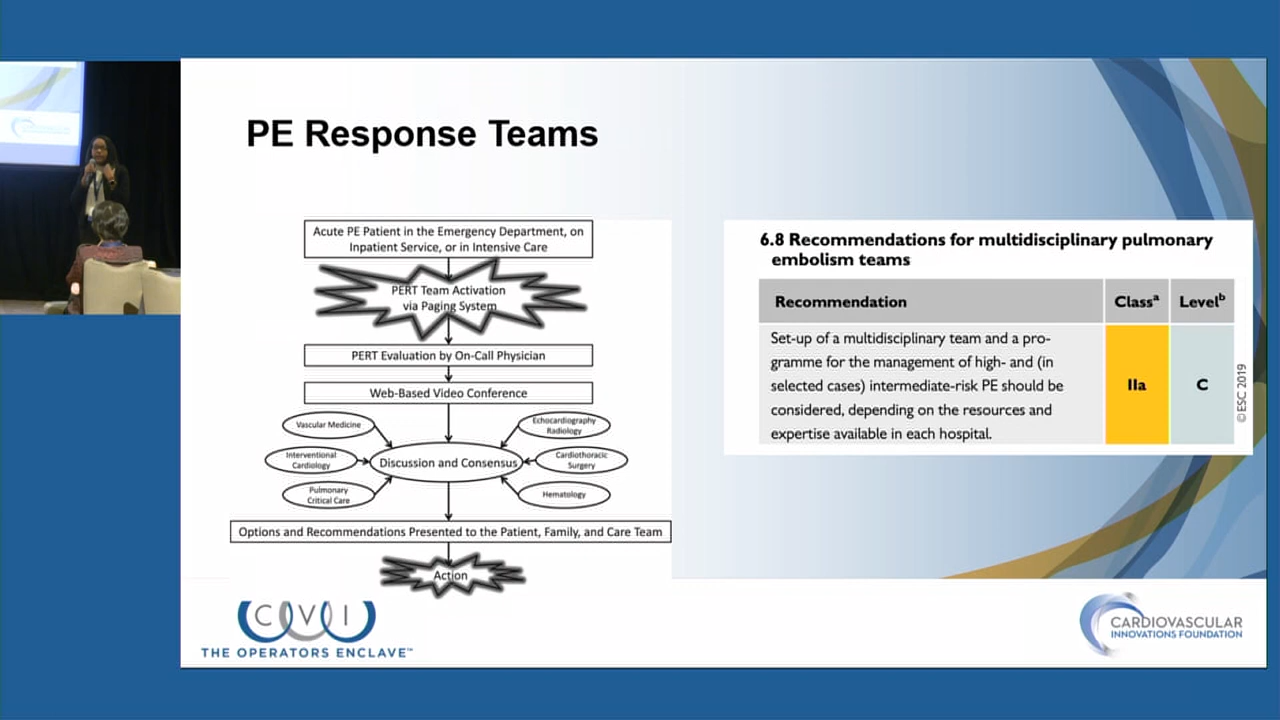 PE Response Teams
Acute PE Patient in the Emergency Department, on
Inpatient Service, or in Intensive Care
PERT Team Activation
via Paging System
PERT Evaluation by On-Call Physician
Web-Based Video Conference
Vascular Medicine
Echocardiography
Radiology
Interventional
Cardiology
Discussion and Consensus
Cardiothoracic
Surgery
Pulmonary
Critical Care
Hematology
Options and Recommendations Presented to the Patient, Family, and Care Team
Action
6.8 Recommendations for multidisciplinary pulmonary
embolism teams
Recommendation
Classᵃ
Levelᵇ
Set-up of a multidisciplinary team and a pro-
gramme for the management of high- and (in
selected cases) intermediate-risk PE should be
considered, depending on the resources and
expertise available in each hospital.
IIa
C
© ESC 2019
CVI
THE OPERATORS ENCLAVE™
CARDIOVASCULAR
INNOVATIONS FOUNDATION